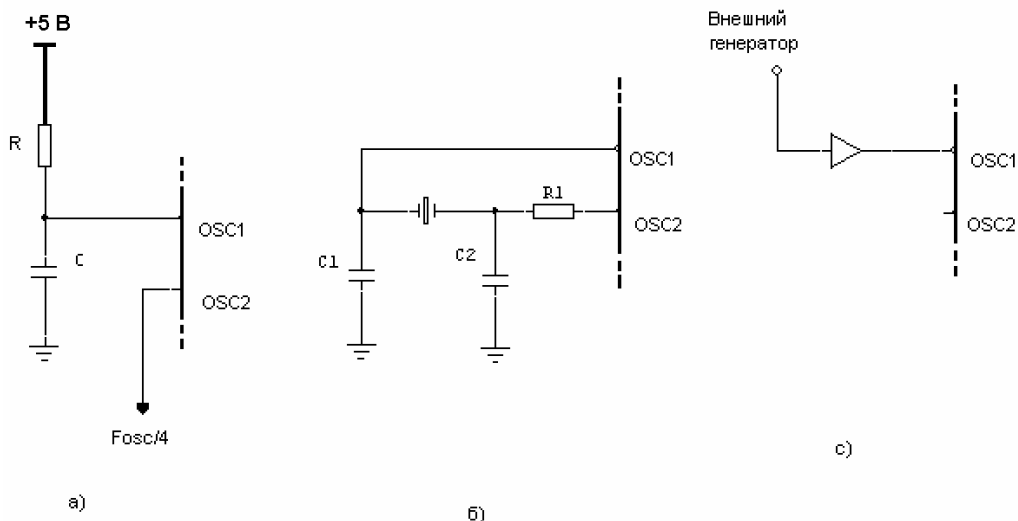 +5 В
R
C
OSC1
OSC2
Fosc/4
а)
C1
C2
R1
OSC1
OSC2
б)
Внешний
генератор
OSC1
OSC2
с)